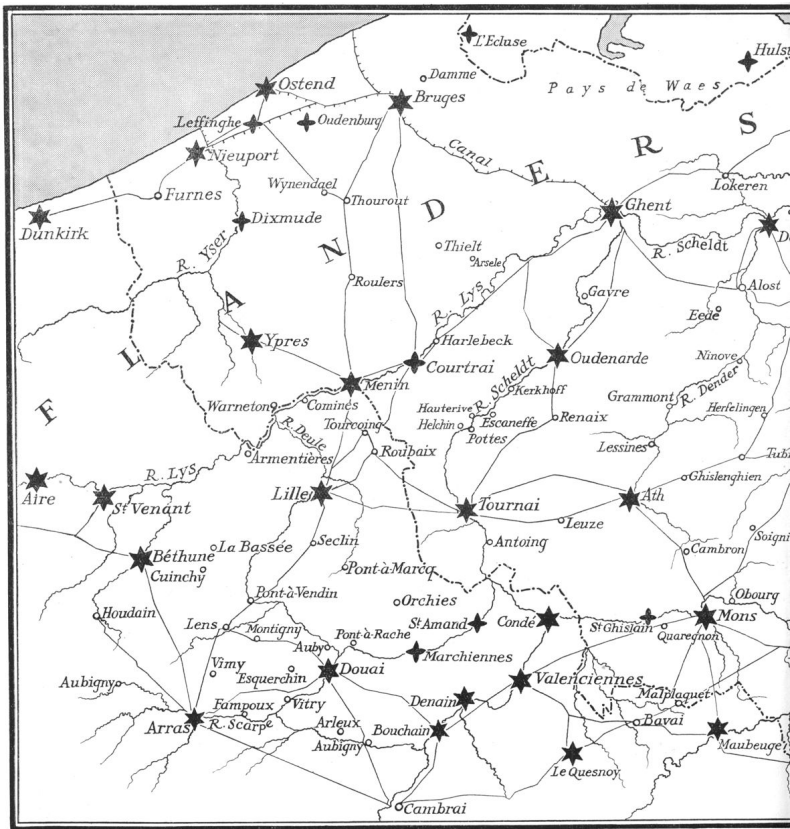 L'Ecluse
Hulst
Damme
Pays de Waes
Ostend
Bruges
Leffinghe
Oudenburg
Nieuport
Canal
FLANDERS
Furnes
Wynendael
Thourout
Lokeren
Ghent
Dixmude
Dunkirk
R. Scheldt
R. Yser
Thielt
Arsele
Roulers
R. Lys
Gavre
Alost
Eede
Ypres
Harlebeck
Courtrai
Oudenarde
Ninove
Menin
R. Scheldt
Kerkhoff
Grammont
R. Dender
Warneton
Comines
Hauterive
Escaneffe
Renaix
Herfelingen
R. Deule
Tourcoing
Helchin
Pottes
Lessines
Armentières
Roubaix
Tubi
R. Lys
Ghislenghien
Aire
St Venant
Lille
Tournai
Ath
Leuze
Béthune
La Bassée
Seclin
Antoing
Soigni
Cuinchy
Pont-à-Marcq
Cambron
Pont-à-Vendin
Orchies
Obourg
Houdain
Lens
Montigny
Pont-à-Rache
St Amand
Condé
St Ghislain
Mons
Auby
Quaregnon
Marchiennes
Vimy
Esquerchin
Douai
Valenciennes
Aubigny
Denain
Malplaquet
Fampoux
Vitry
Arras
R. Scarpe
Arleux
Bouchain
Bavai
Aubigny
Maubeuge
Le Quesnoy
Cambrai